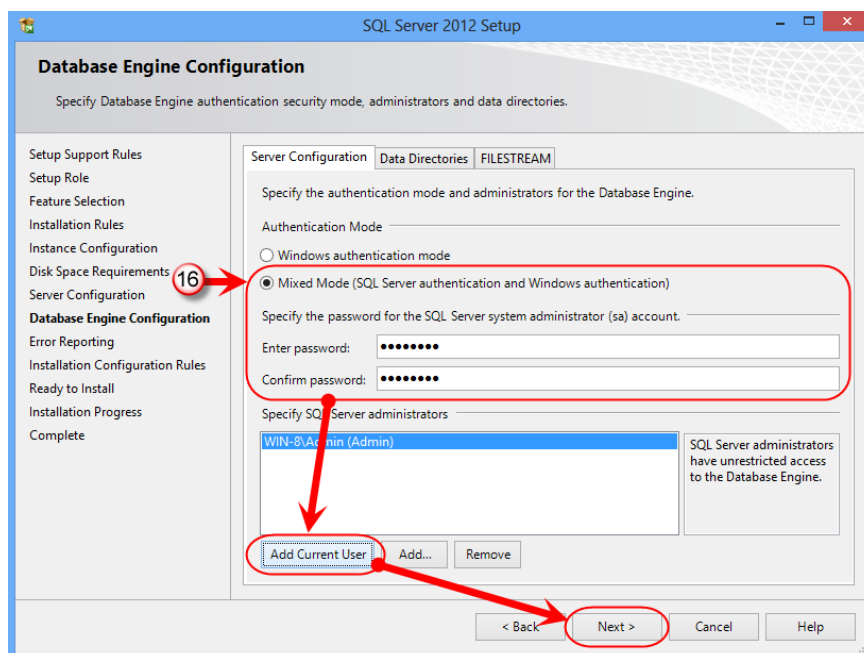 SQL Server 2012 Setup
Database Engine Configuration
Specify Database Engine authentication security mode, administrators and data directories.
Setup Support Rules
Setup Role
Feature Selection
Installation Rules
Instance Configuration
Disk Space Requirements
Server Configuration
Database Engine Configuration
Error Reporting
Installation Configuration Rules
Ready to Install
Installation Progress
Complete
16
Server Configuration Data Directories FILESTREAM
Specify the authentication mode and administrators for the Database Engine.
Authentication Mode
Windows authentication mode
Mixed Mode (SQL Server authentication and Windows authentication)
Specify the password for the SQL Server system administrator (sa) account.
Enter password: ●●●●●●●●
Confirm password: ●●●●●●●●
Specify SQL Server administrators
WIN-8\Admin (Admin)
SQL Server administrators
have unrestricted access
to the Database Engine.
Add Current User Add... Remove
< Back Next > Cancel Help